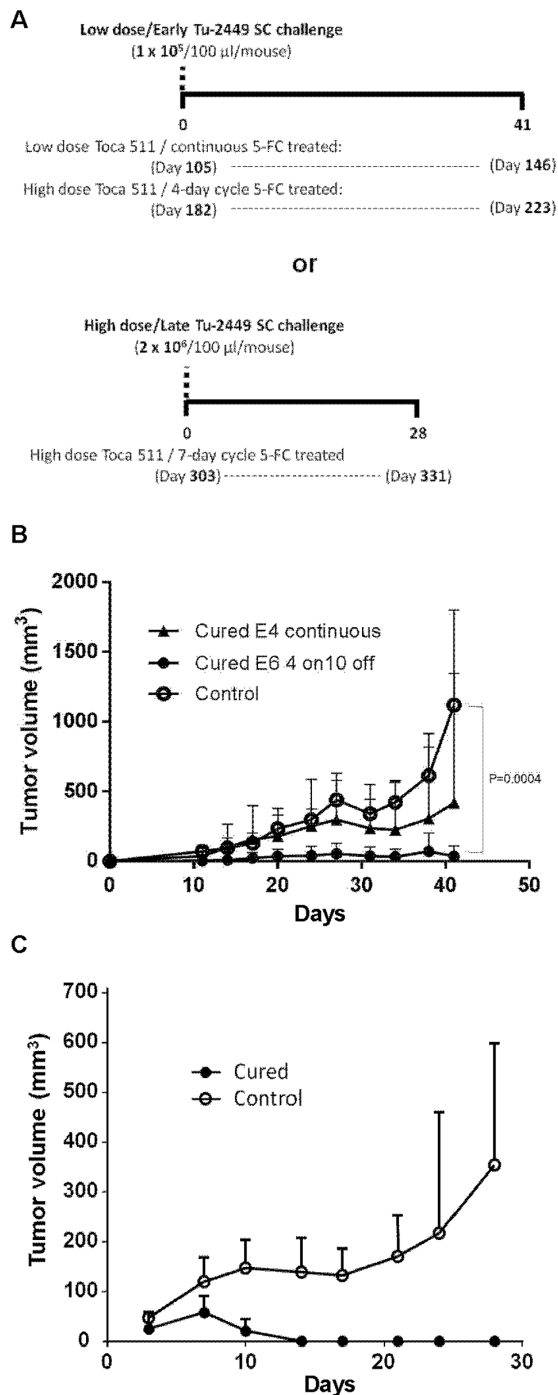 A
Low dose/Early Tu-2449 SC challenge
(1 x 10⁵/100 µl/mouse)
0 41
Low dose Toca 511 / continuous 5-FC treated:
(Day 105) (Day 146)
High dose Toca 511 / 4-day cycle 5-FC treated:
(Day 182) (Day 223)
or
High dose/Late Tu-2449 SC challenge
(2 x 10⁶/100 µl/mouse)
0 28
High dose Toca 511 / 7-day cycle 5-FC treated
(Day 303) (Day 331)
B
Tumor volume (mm³)
2000
1500
1000
500
0
Cured E4 continuous
Cured E6 4 on10 off
Control
P=0.0004
0 10 20 30 40 50
Days
C
Tumor volume (mm³)
700
600
500
400
300
200
100
0
Cured
Control
0 10 20 30
Days